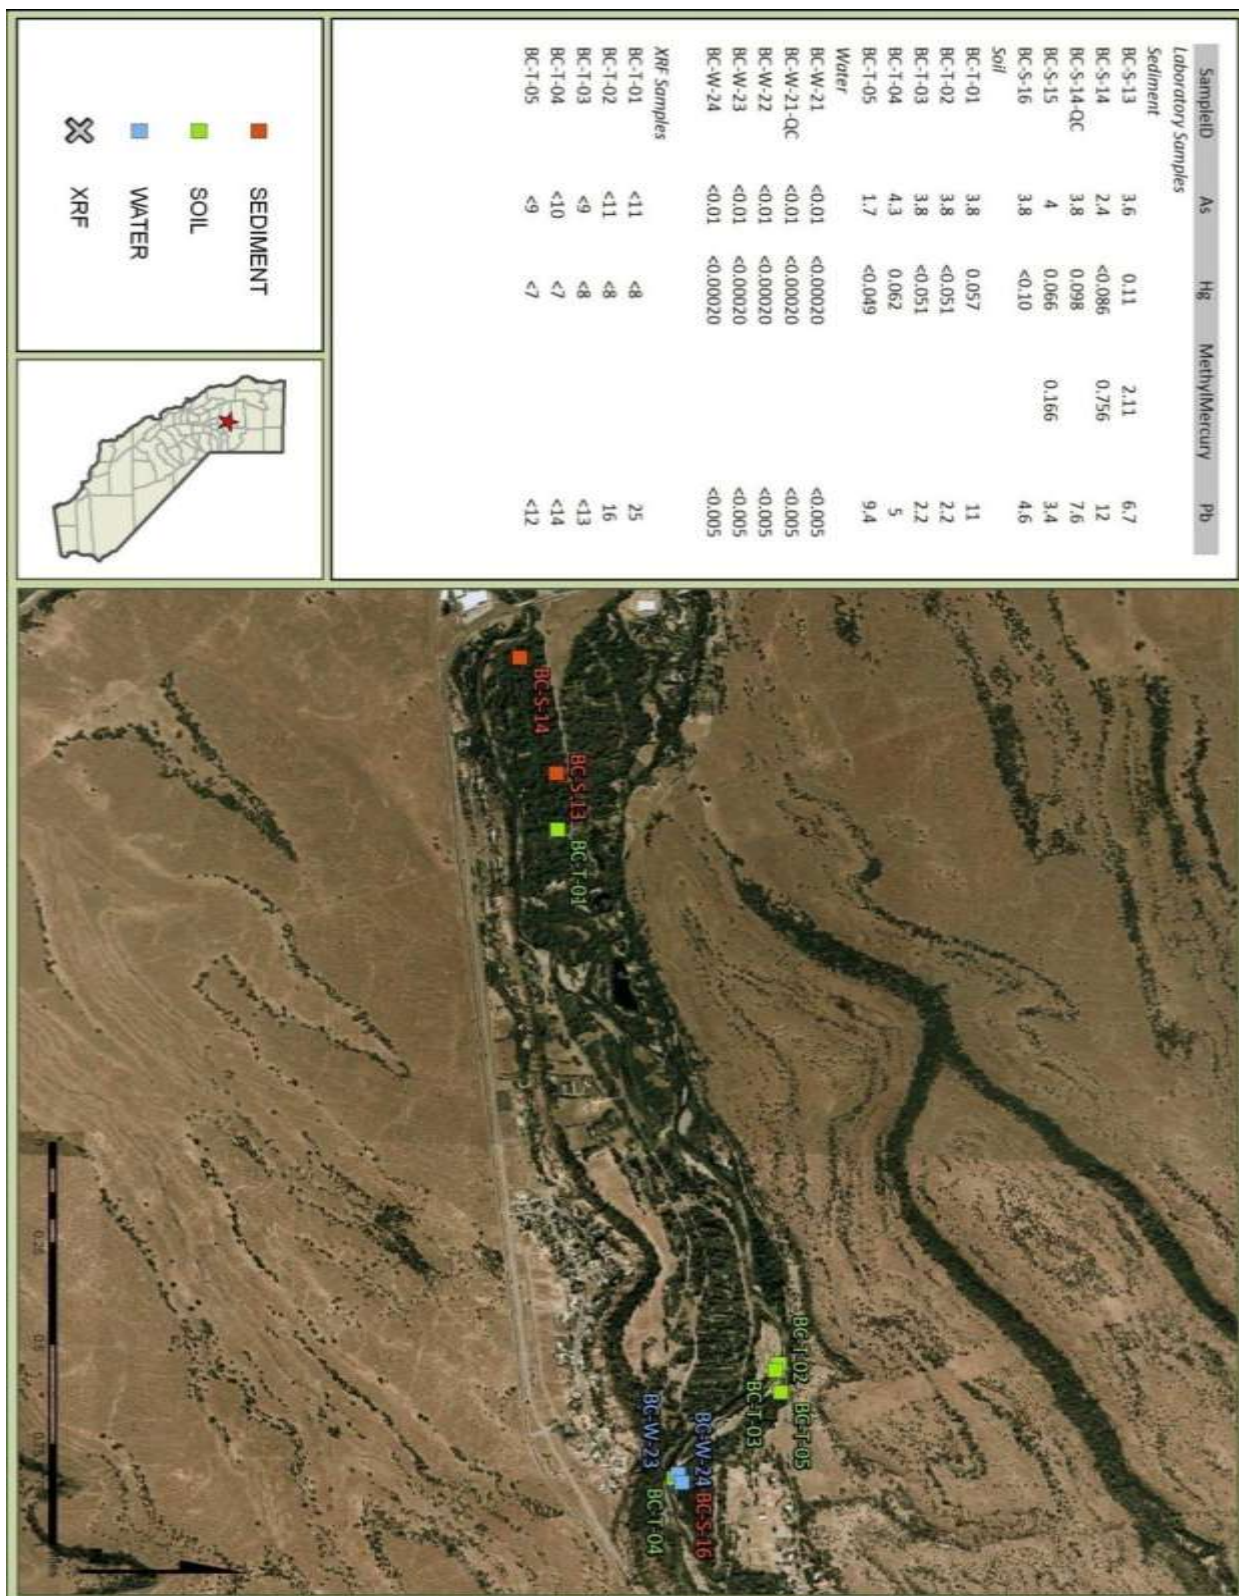 SampleID As Hg MethylMercury Pb
Laboratory Samples
Sediment
BC-S-13 3.6 0.11 2.11 6.7
BC-S-14 2.4 <0.086 0.756 12
BC-S-14-QC 3.8 0.098 7.6
BC-S-15 4 0.066 0.166 3.4
BC-S-16 3.8 <0.10 4.6
Soil
BC-T-01 3.8 0.057 11
BC-T-02 3.8 <0.051 2.2
BC-T-03 3.8 <0.051 2.2
BC-T-04 4.3 0.062 5
BC-T-05 1.7 <0.049 9.4
Water
BC-W-21 <0.01 <0.00020 <0.005
BC-W-21-QC <0.01 <0.00020 <0.005
BC-W-22 <0.01 <0.00020 <0.005
BC-W-23 <0.01 <0.00020 <0.005
BC-W-24 <0.01 <0.00020 <0.005
XRF Samples
BC-T-01 <11 <8 25
BC-T-02 <11 <8 16
BC-T-03 <9 <8 <13
BC-T-04 <10 <7 <14
BC-T-05 <9 <7 <12
SEDIMENT
SOIL
WATER
XRF
BC-T-02
BC-T-05
BC-T-03
BC-W-24 BC-S-16
BC-W-23
BC-T-04
BC-S-13
BC-T-01
BC-S-14
0.25
0.5